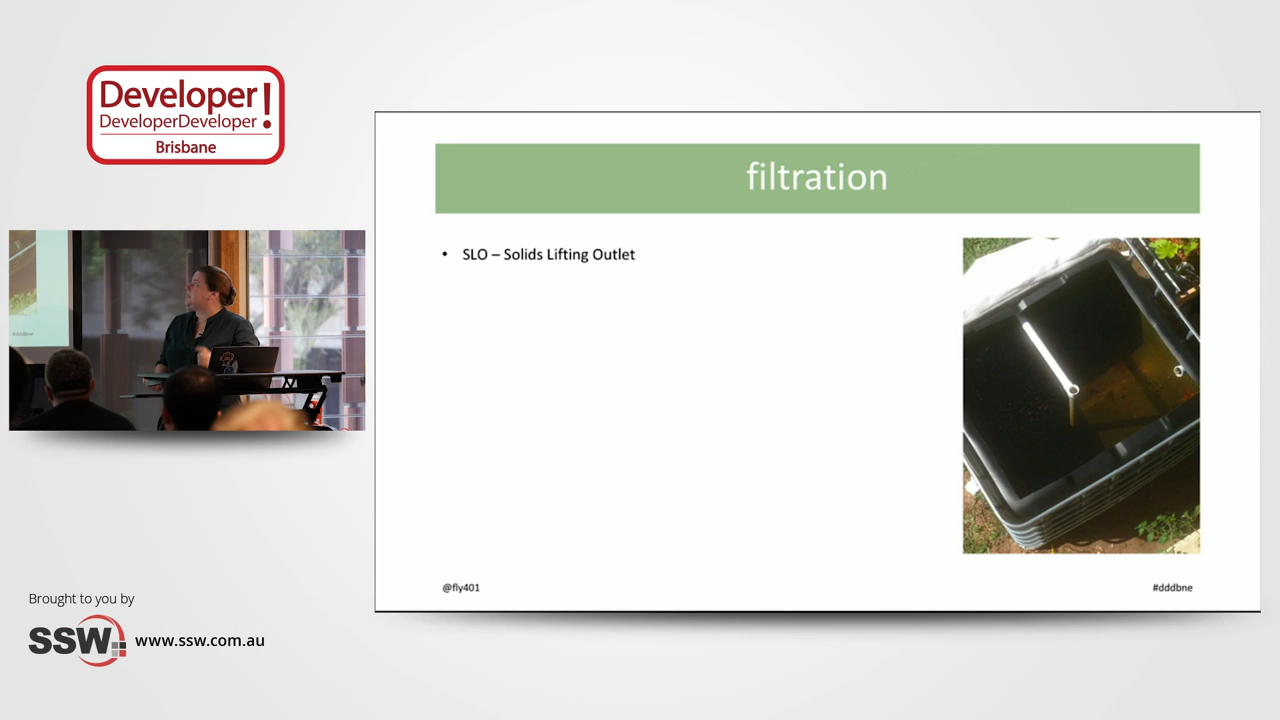 Developer!
DeveloperDeveloper
Brisbane
filtration
• SLO – Solids Lifting Outlet
@fly401
#dddbne
#dddbne
Brought to you by
SSW
www.ssw.com.au